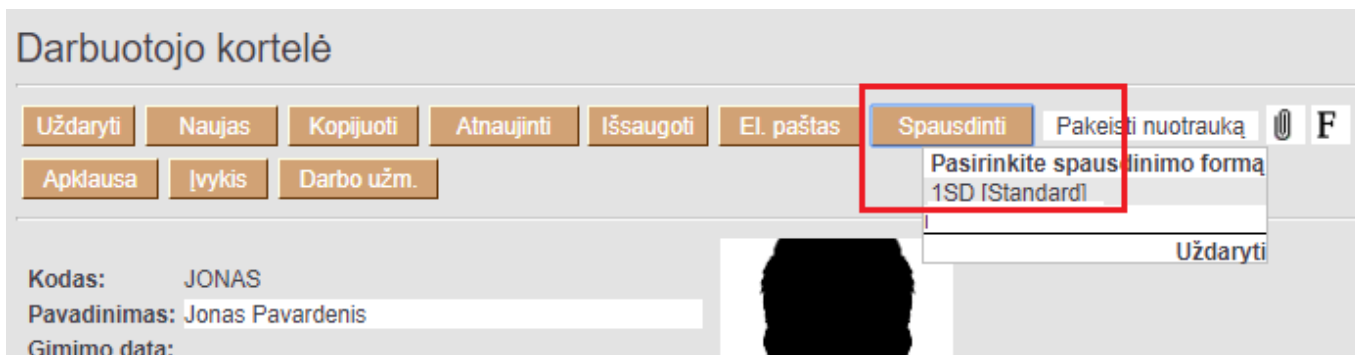 Darbuotojo kortelė
Uždaryti Naujas Kopijuoti Atnaujinti Išsaugoti El. paštas Spausdinti Pakeisti nuotrauką F
Apklausa Įvykis Darbo užm.
Pasirinkite spausdinimo formą
1SD [Standard]
Uždaryti
Kodas: JONAS
Pavadinimas: Jonas Pavardenis
Gimimo data: